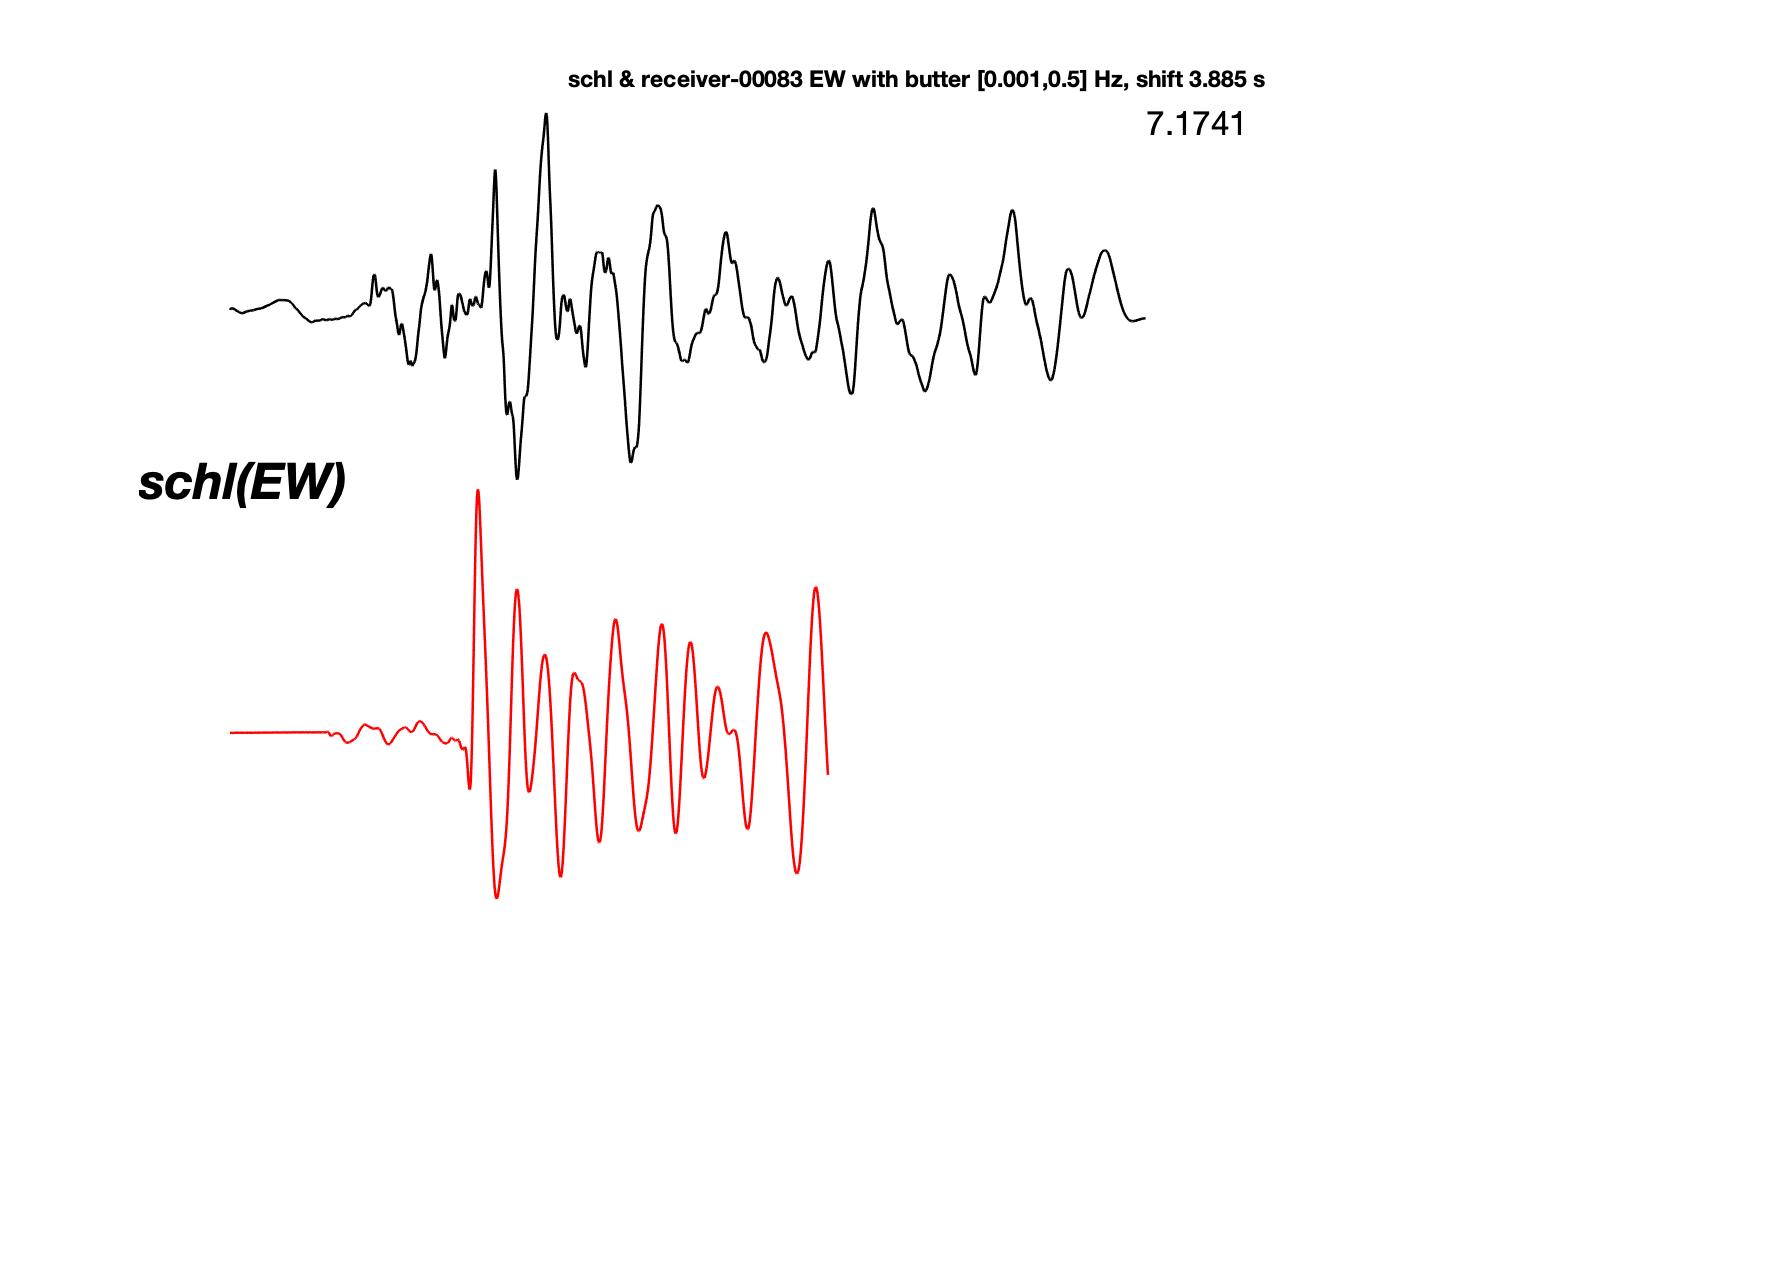 schl & receiver-00083 EW with butter [0.001,0.5] Hz, shift 3.885 s
7.1741
schl(EW)